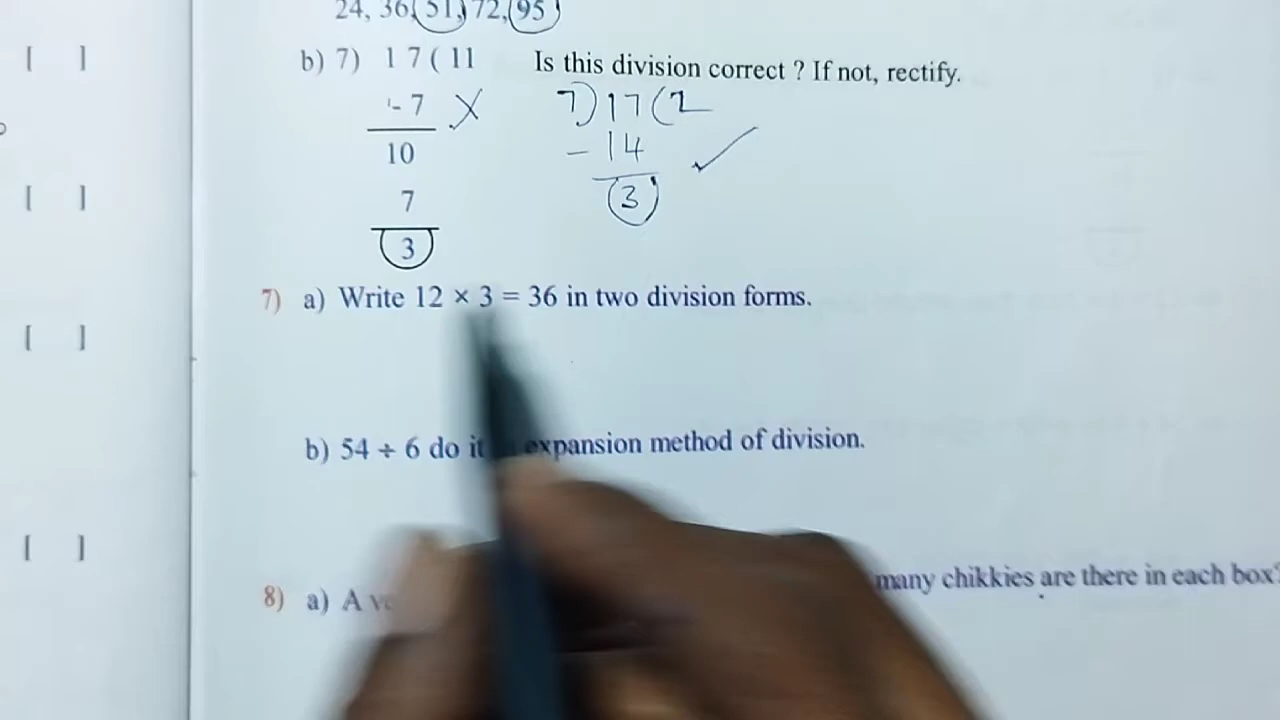 24, 36, 51, 72, 95
[ ]
b) 7) 1 7 ( 11 Is this division correct ? If not, rectify.
- 7 X 7)17(2
10 - 14 ✓
[ ] 7 3
3
7) a) Write 12 × 3 = 36 in two division forms.
[ ]
b) 54 ÷ 6 do it expansion method of division.
[ ]
8) a) A many chikkies are there in each box?